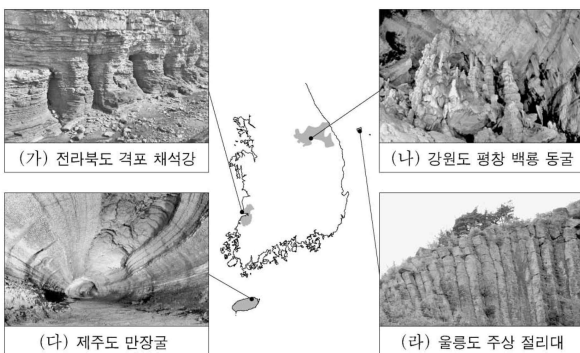 (가) 전라북도 격포 채석강
(나) 강원도 평창 백룡 동굴
(다) 제주도 만장굴
(라) 울릉도 주상 절리대